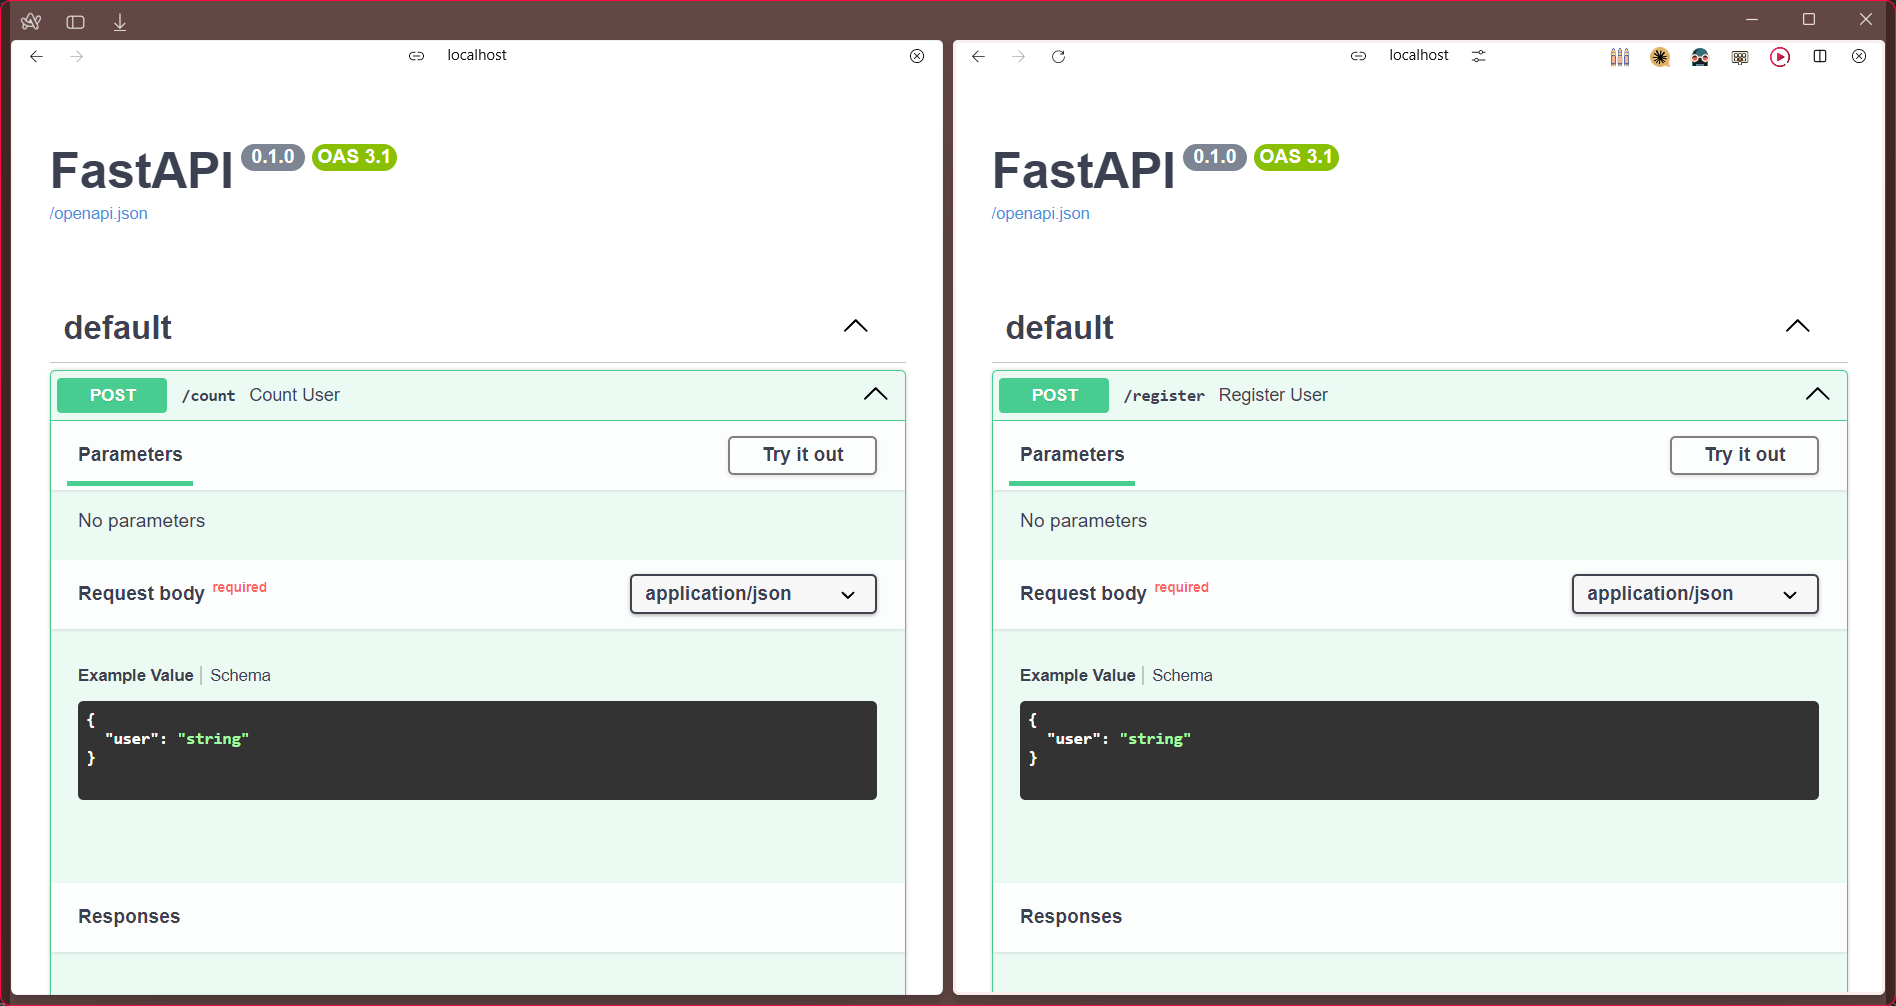 localhost
FastAPI 0.1.0 OAS 3.1
/openapi.json
default
POST /count Count User
Parameters
Try it out
No parameters
Request body required
application/json
Example Value | Schema
{
"user": "string"
}
Responses
localhost
FastAPI 0.1.0 OAS 3.1
/openapi.json
default
POST /register Register User
Parameters
Try it out
No parameters
Request body required
application/json
Example Value | Schema
{
"user": "string"
}
Responses